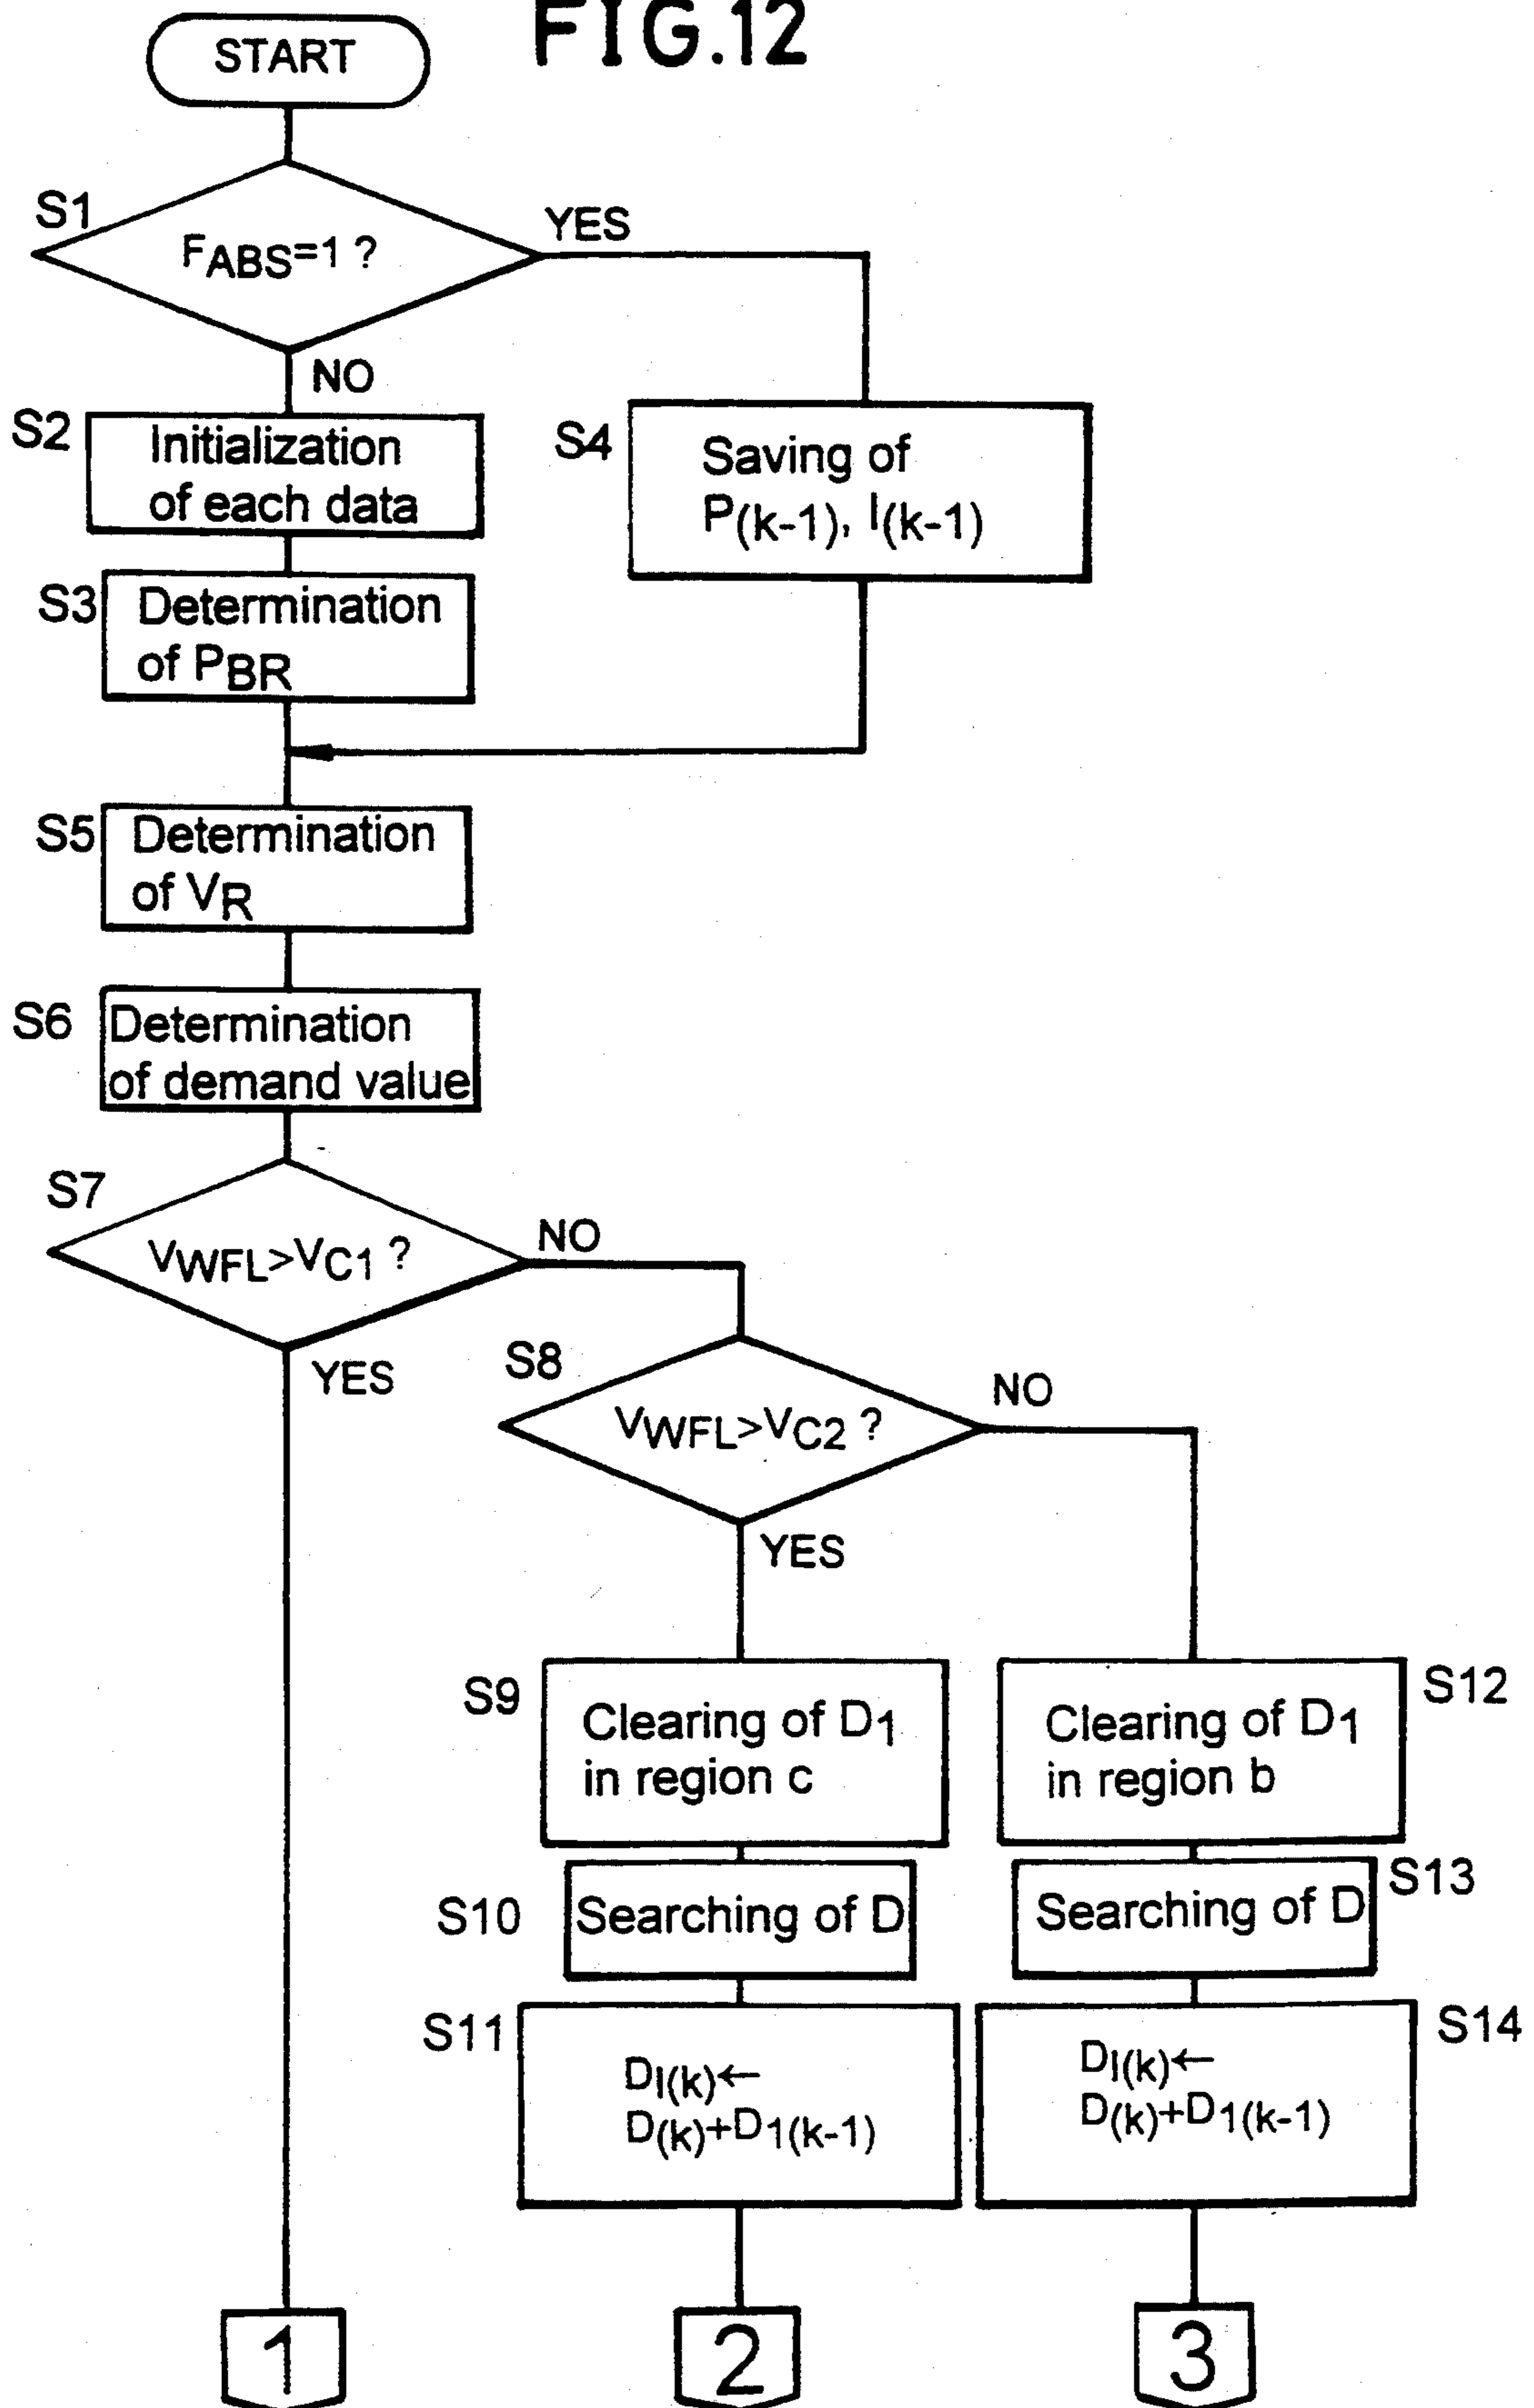 FIG.12
START
S1
FABS=1 ?
YES
NO
S2
Initialization
of each data
S4
Saving of
P(k-1), I(k-1)
S3
Determination
of PBR
S5
Determination
of VR
S6
Determination
of demand value
S7
VWFL>VC1 ?
NO
YES
S8
VWFL>VC2 ?
NO
YES
S9
Clearing of D1
in region c
S12
Clearing of D1
in region b
S10
Searching of D
S13
Searching of D
S11
DI(k)←
D(k)+D1(k-1)
S14
DI(k)←
D(k)+D1(k-1)
1
2
3